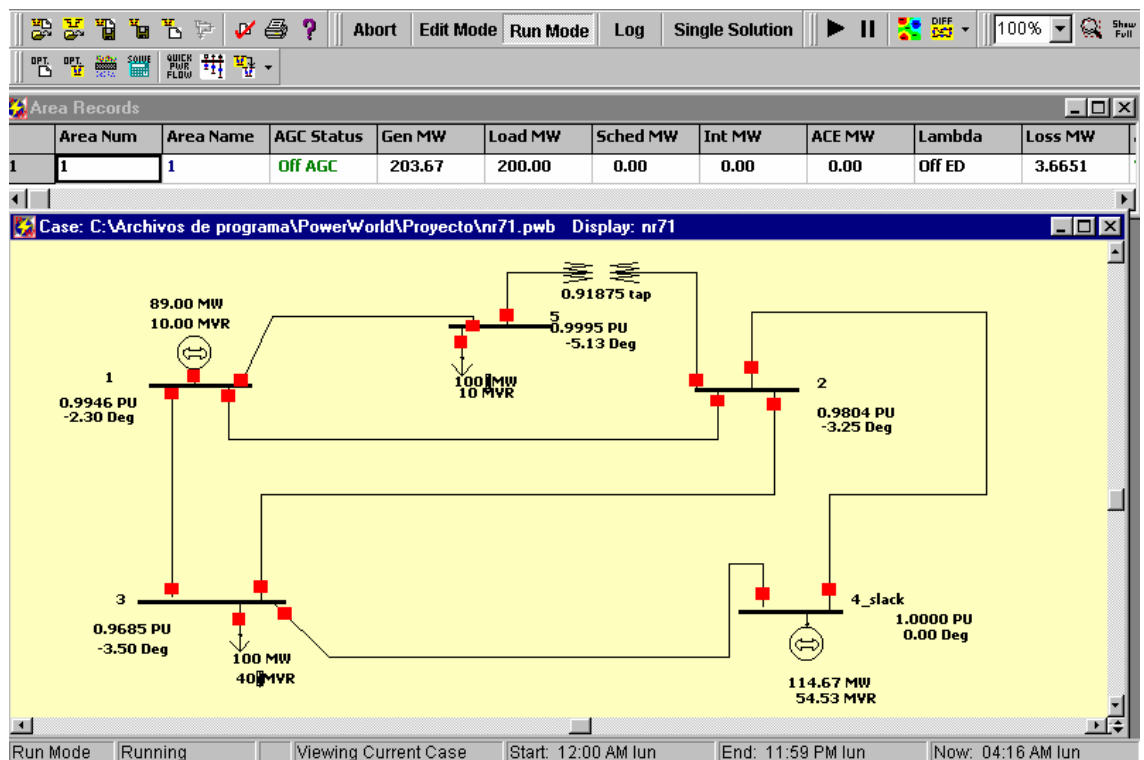 Abort Edit Mode Run Mode Log Single Solution DIFF 100% Show Full
OPT. OPT. SOLVE QUICK PWR FLOW
Area Records
Area Num Area Name AGC Status Gen MW Load MW Sched MW Int MW ACE MW Lambda Loss MW
1 1 1 Off AGC 203.67 200.00 0.00 0.00 0.00 Off ED 3.6651
Case: C:\Archivos de programa\PowerWorld\Proyecto\nr71.pwb Display: nr71
89.00 MW
10.00 MVR
1
0.9946 PU
-2.30 Deg
0.91875 tap
5
0.9995 PU
-5.13 Deg
100 MW
10 MVR
2
0.9804 PU
-3.25 Deg
3
0.9685 PU
-3.50 Deg
100 MW
40 MVR
4_slack
1.0000 PU
0.00 Deg
114.67 MW
54.53 MVR
Run Mode Running Viewing Current Case Start: 12:00 AM lun End: 11:59 PM lun Now: 04:16 AM lun